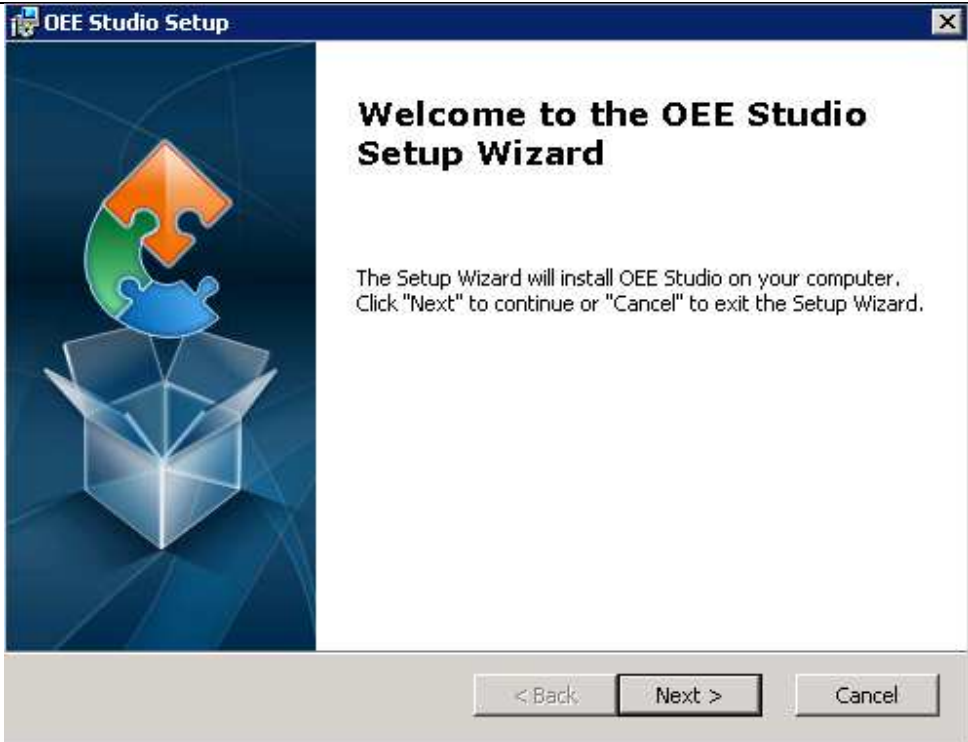 OEE Studio Setup
Welcome to the OEE Studio
Setup Wizard
The Setup Wizard will install OEE Studio on your computer.
Click "Next" to continue or "Cancel" to exit the Setup Wizard.
< Back
Next >
Cancel